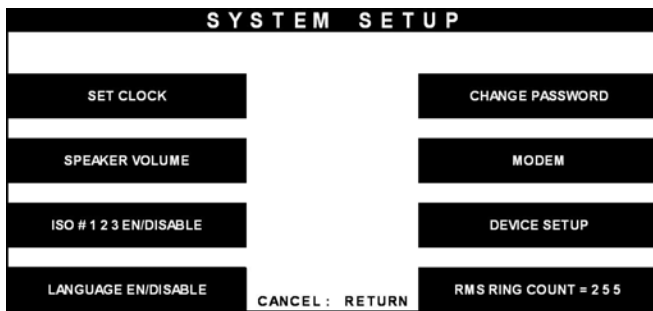 SYSTEM SETUP
SET CLOCK
CHANGE PASSWORD
SPEAKER VOLUME
MODEM
ISO # 1 2 3 EN/DISABLE
DEVICE SETUP
LANGUAGE EN/DISABLE
RMS RING COUNT = 2 5 5
CANCEL: RETURN